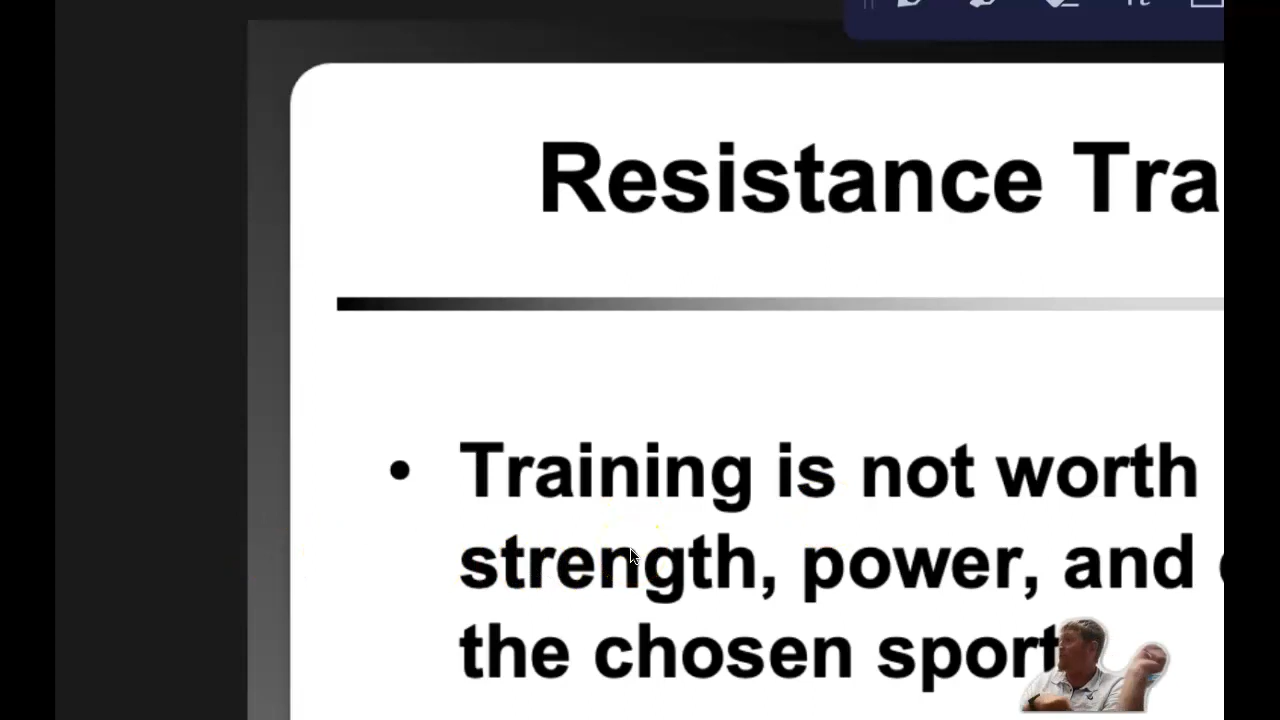 Resistance Tra
• Training is not worth
strength, power, and
the chosen sport